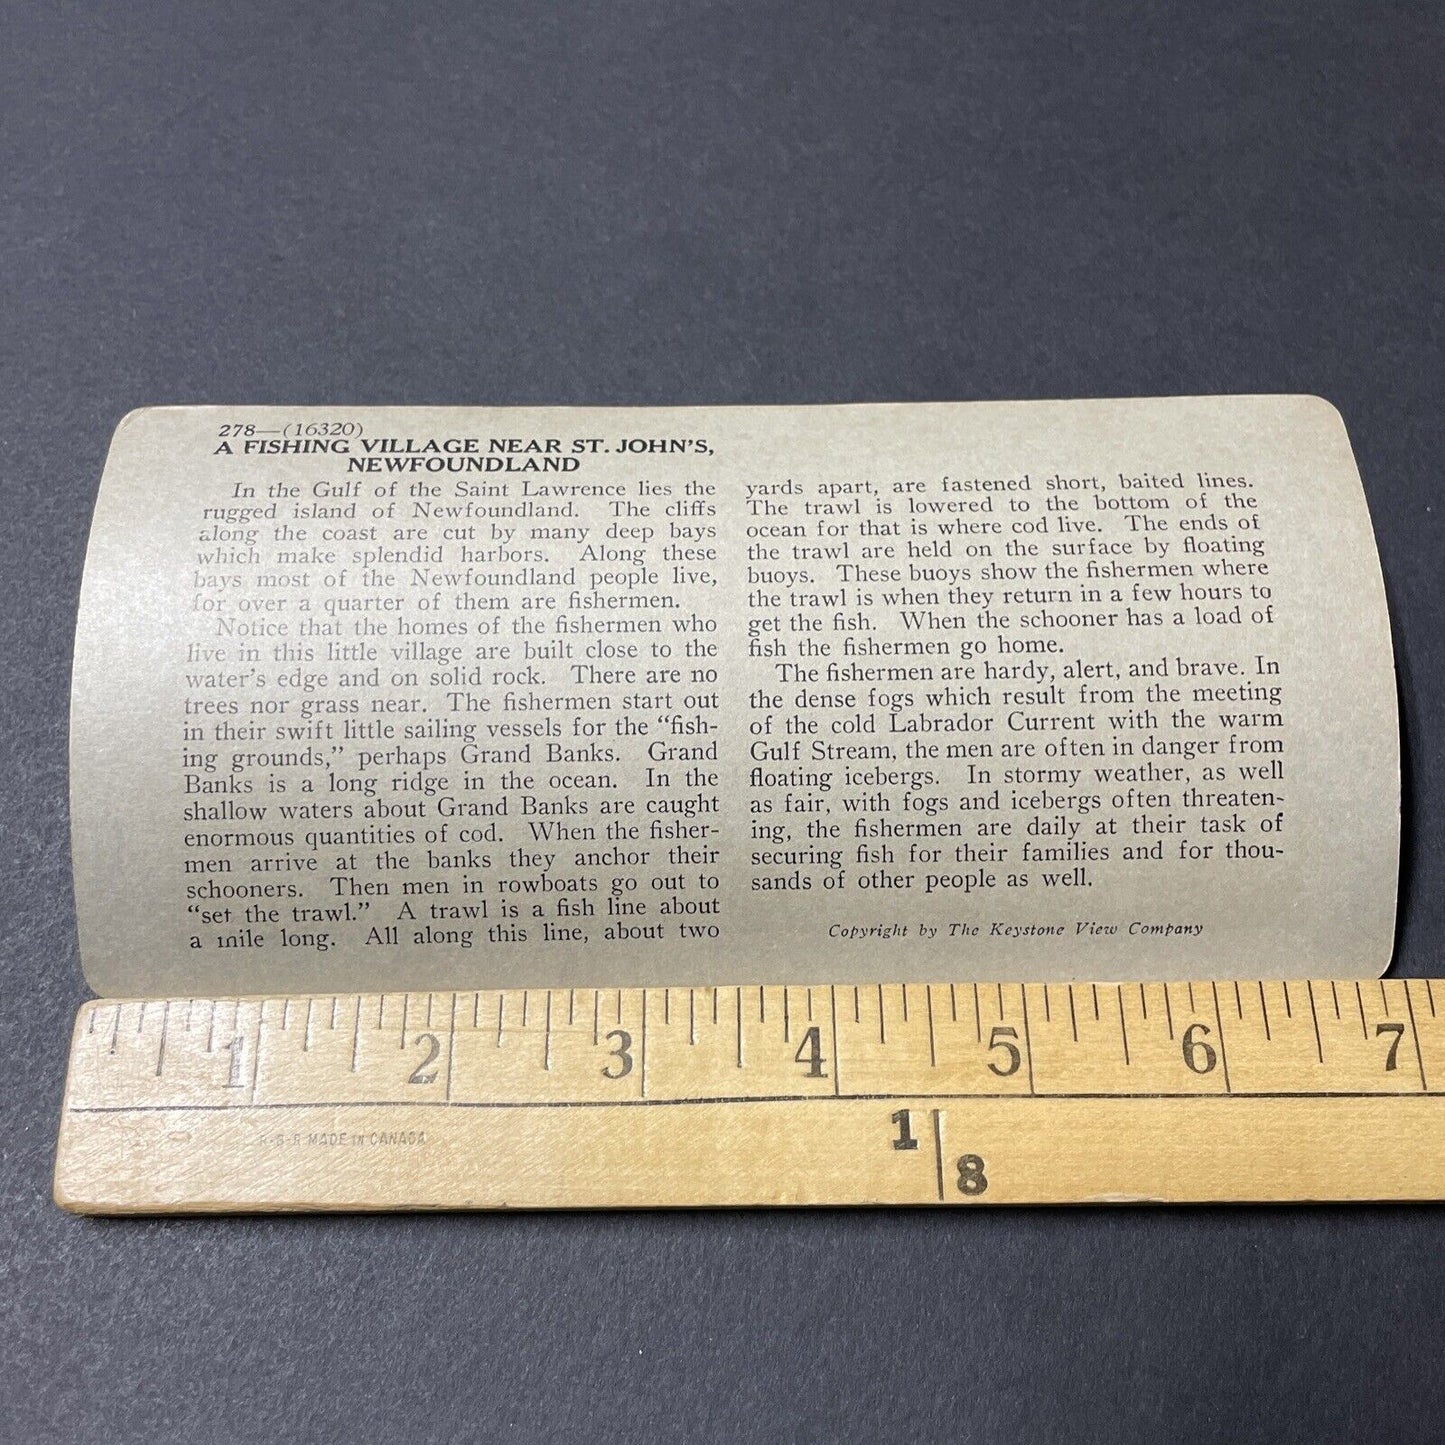 278—(16320)
A FISHING VILLAGE NEAR ST. JOHN'S,
NEWFOUNDLAND
In the Gulf of the Saint Lawrence lies the
rugged island of Newfoundland. The cliffs
along the coast are cut by many deep bays
which make splendid harbors. Along these
bays most of the Newfoundland people live,
for over a quarter of them are fishermen.
Notice that the homes of the fishermen who
live in this little village are built close to the
water's edge and on solid rock. There are no
trees nor grass near. The fishermen start out
in their swift little sailing vessels for the "fish-
ing grounds," perhaps Grand Banks. Grand
Banks is a long ridge in the ocean. In the
shallow waters about Grand Banks are caught
enormous quantities of cod. When the fisher-
men arrive at the banks they anchor their
schooners. Then men in rowboats go out to
"set the trawl." A trawl is a fish line about
a mile long. All along this line, about two
yards apart, are fastened short, baited lines.
The trawl is lowered to the bottom of the
ocean for that is where cod live. The ends of
the trawl are held on the surface by floating
buoys. These buoys show the fishermen where
the trawl is when they return in a few hours to
get the fish. When the schooner has a load of
fish the fishermen go home.
The fishermen are hardy, alert, and brave. In
the dense fogs which result from the meeting
of the cold Labrador Current with the warm
Gulf Stream, the men are often in danger from
floating icebergs. In stormy weather, as well
as fair, with fogs and icebergs often threaten-
ing, the fishermen are daily at their task of
securing fish for their families and for thou-
sands of other people as well.
Copyright by The Keystone View Company
1 2 3 4 5 6 7
MADE IN CANADA
1
8